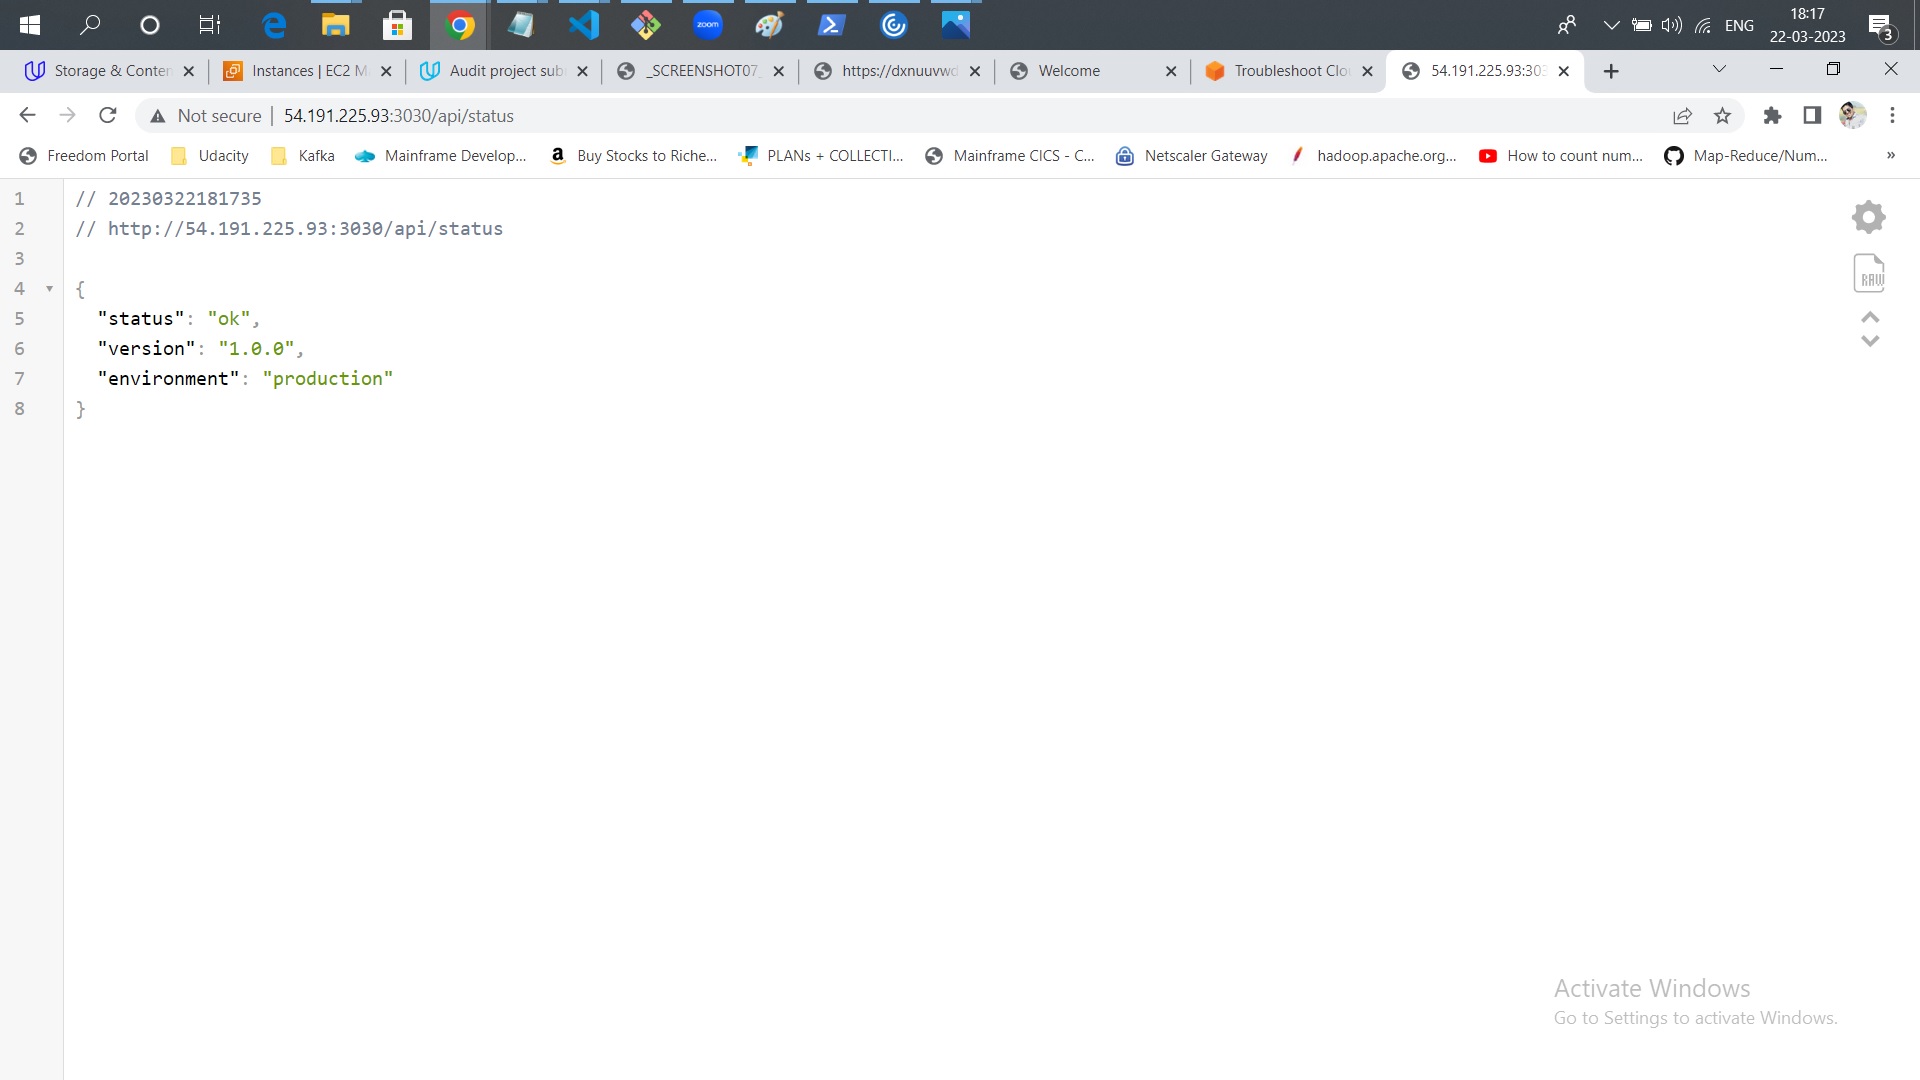 zoom
ENG
18:17
22-03-2023
3
Storage & Conten
Instances | EC2 M
Audit project sub
_SCREENSHOT07_
https://dxnuuvwd
Welcome
Troubleshoot Clo
54.191.225.93:303
Not secure | 54.191.225.93:3030/api/status
Freedom Portal
Udacity
Kafka
Mainframe Develop...
Buy Stocks to Riche...
PLANs + COLLECTI...
Mainframe CICS - C...
Netscaler Gateway
hadoop.apache.org...
How to count num...
Map-Reduce/Num...
»
1 // 20230322181735
2 // http://54.191.225.93:3030/api/status
3
4 {
5 "status": "ok",
6 "version": "1.0.0",
7 "environment": "production"
8 }
RAW
Activate Windows
Go to Settings to activate Windows.